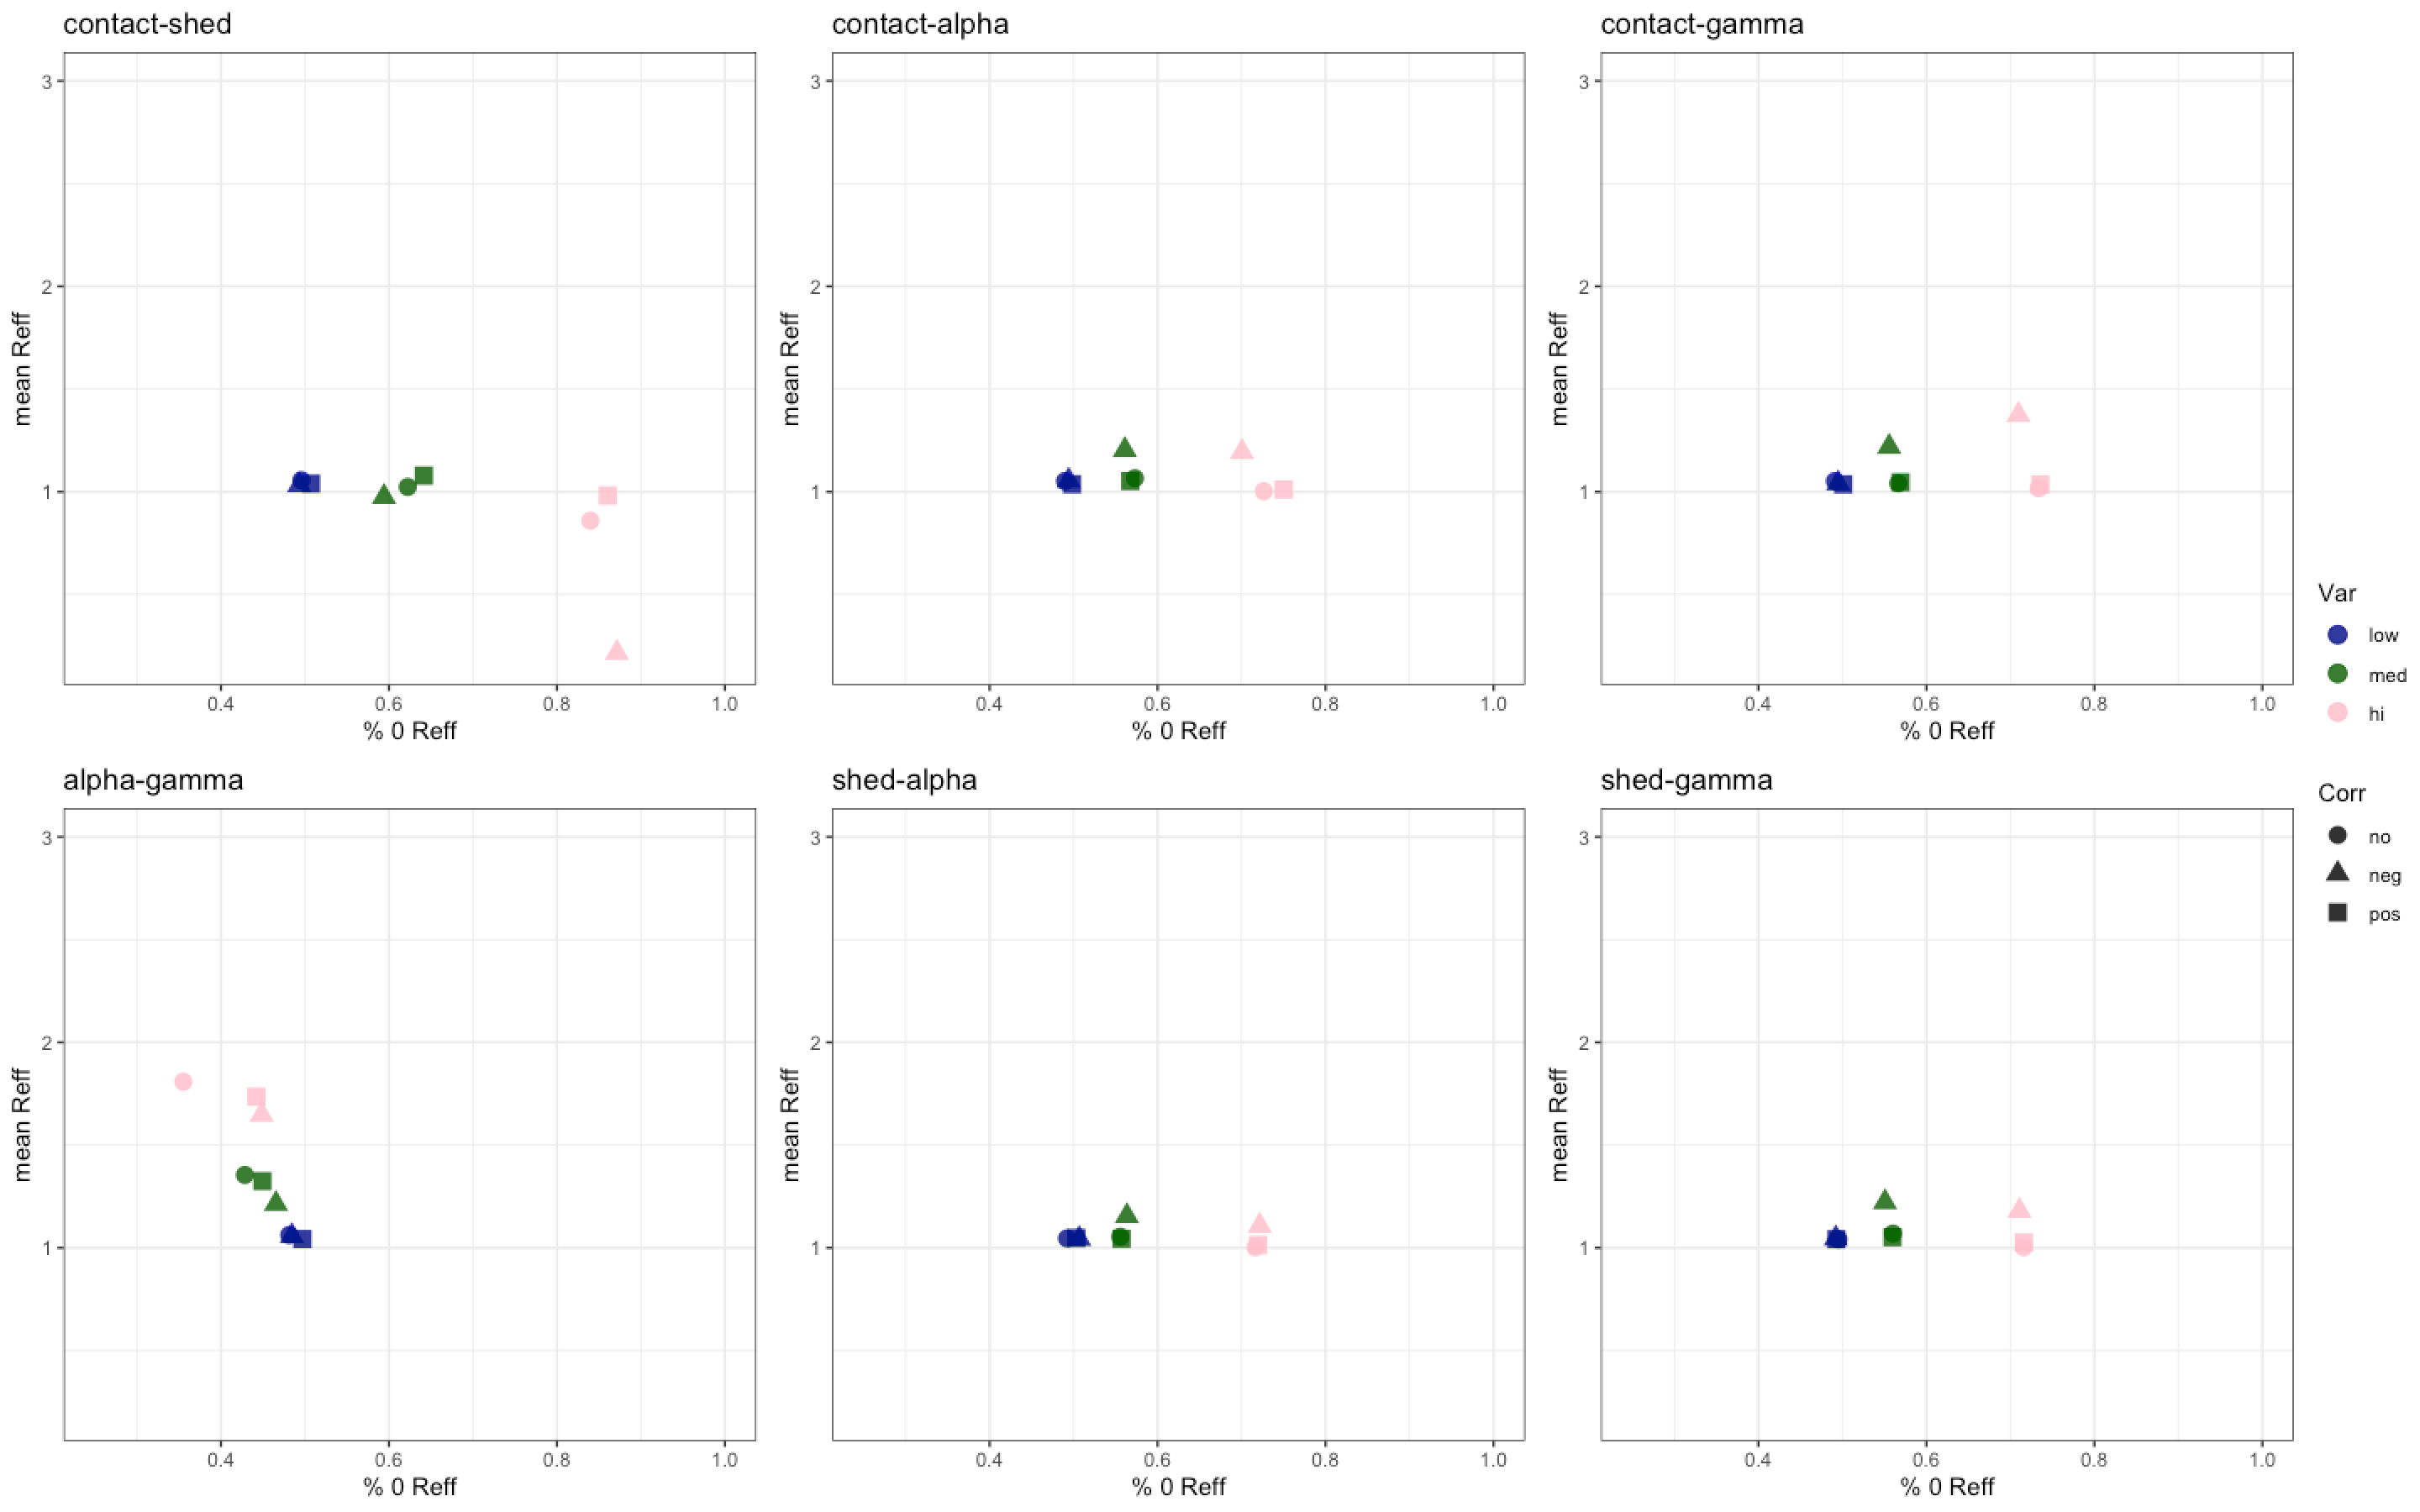 contact-shed
contact-alpha
contact-gamma
3
2
1
mean Reff
0.4 0.6 0.8 1.0
% 0 Reff
3
2
1
mean Reff
0.4 0.6 0.8 1.0
% 0 Reff
3
2
1
mean Reff
0.4 0.6 0.8 1.0
% 0 Reff
Var
low
med
hi
Corr
no
neg
pos
alpha-gamma
shed-alpha
shed-gamma
3
2
1
mean Reff
0.4 0.6 0.8 1.0
% 0 Reff
3
2
1
mean Reff
0.4 0.6 0.8 1.0
% 0 Reff
3
2
1
mean Reff
0.4 0.6 0.8 1.0
% 0 Reff